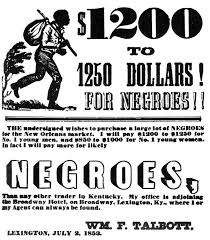 $1200
TO
1250 DOLLARS!
FOR NEGROES!!
THE undersigned wishes to purchase a large lot of NEGROES
for the New Orleans market. I will pay $1200 to $1250 for
No. 1 young men, and $850 to $1000 for No. 1 young women.
In fact I will pay more for likely
NEGROES,
Than any other trader in Kentucky. My office is adjoining
the Broadway Hotel, on Broadway, Lexington, Ky., where I or
my Agent can always be found.
WM. F. TALBOTT.
LEXINGTON, JULY 2, 1853.